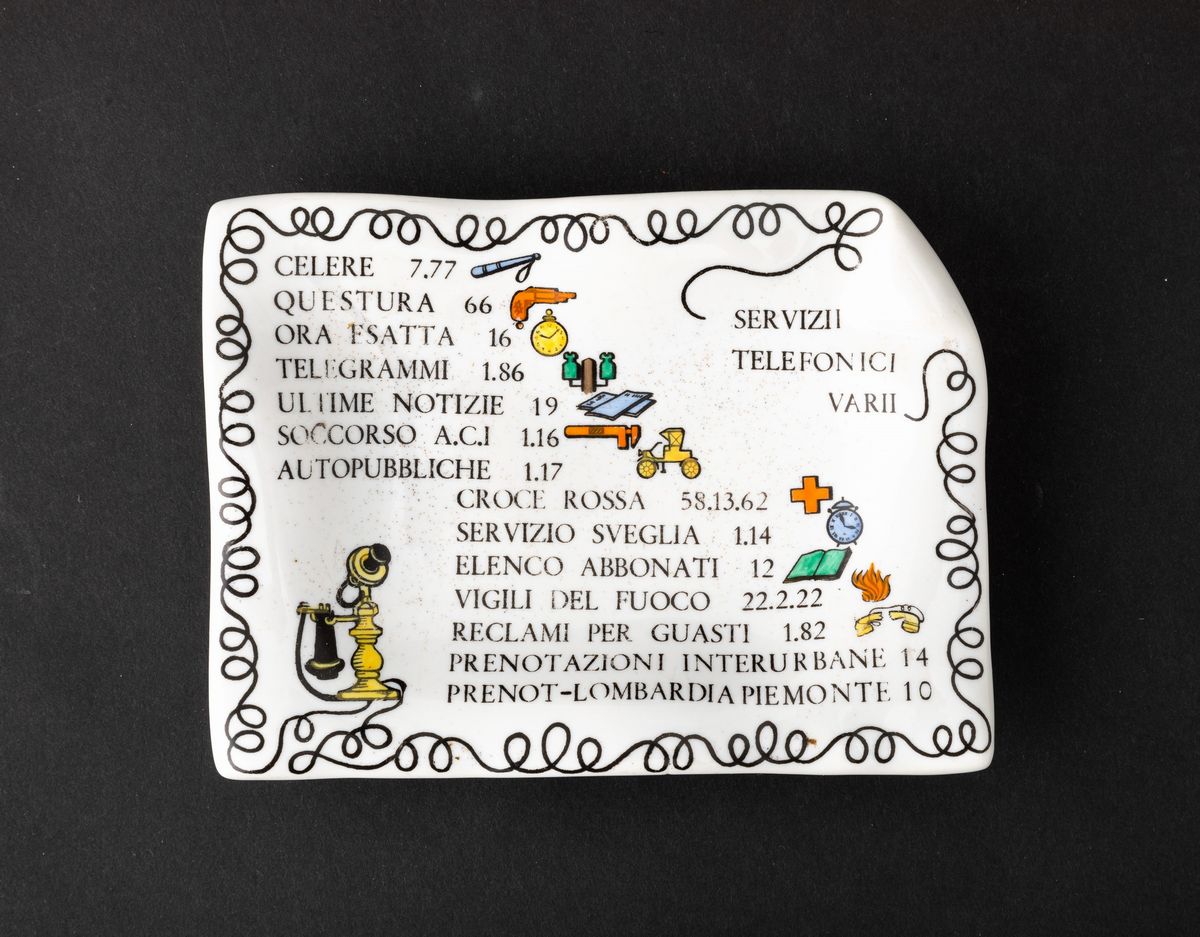 CELERE 7.77
QUESTURA 66
ORA ESATTA 16
TELEGRAMMI 1.86
ULTIME NOTIZIE 19
SOCCORSO A.C.I 1.16
AUTOPUBBLICHE 1.17
SERVIZII
TELEFONICI
VARII
CROCE ROSSA 58.13.62
SERVIZIO SVEGLIA 1.14
ELENCO ABBONATI 12
VIGILI DEL FUOCO 22.2.22
RECLAMI PER GUASTI 1.82
PRENOTAZIONI INTERURBANE 14
PRENOT-LOMBARDIA PIEMONTE 10